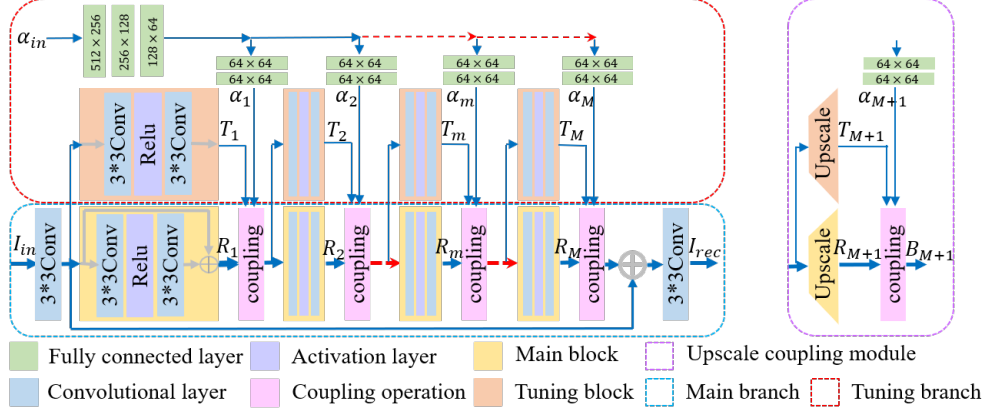 α_in
512 × 256
256 × 128
128 × 64
64 × 64
64 × 64
64 × 64
64 × 64
64 × 64
64 × 64
64 × 64
64 × 64
64 × 64
64 × 64
α_1
α_2
α_m
α_M
α_{M+1}
3*3Conv
Relu
3*3Conv
T_1
T_2
T_m
T_M
Upscale
T_{M+1}
I_in
3*3Conv
3*3Conv
Relu
3*3Conv
R_1
coupling
R_2
coupling
R_m
coupling
R_M
coupling
3*3Conv
I_rec
Upscale
R_{M+1}
coupling
B_{M+1}
Fully connected layer
Activation layer
Main block
Upscale coupling module
Convolutional layer
Coupling operation
Tuning block
Main branch
Tuning branch